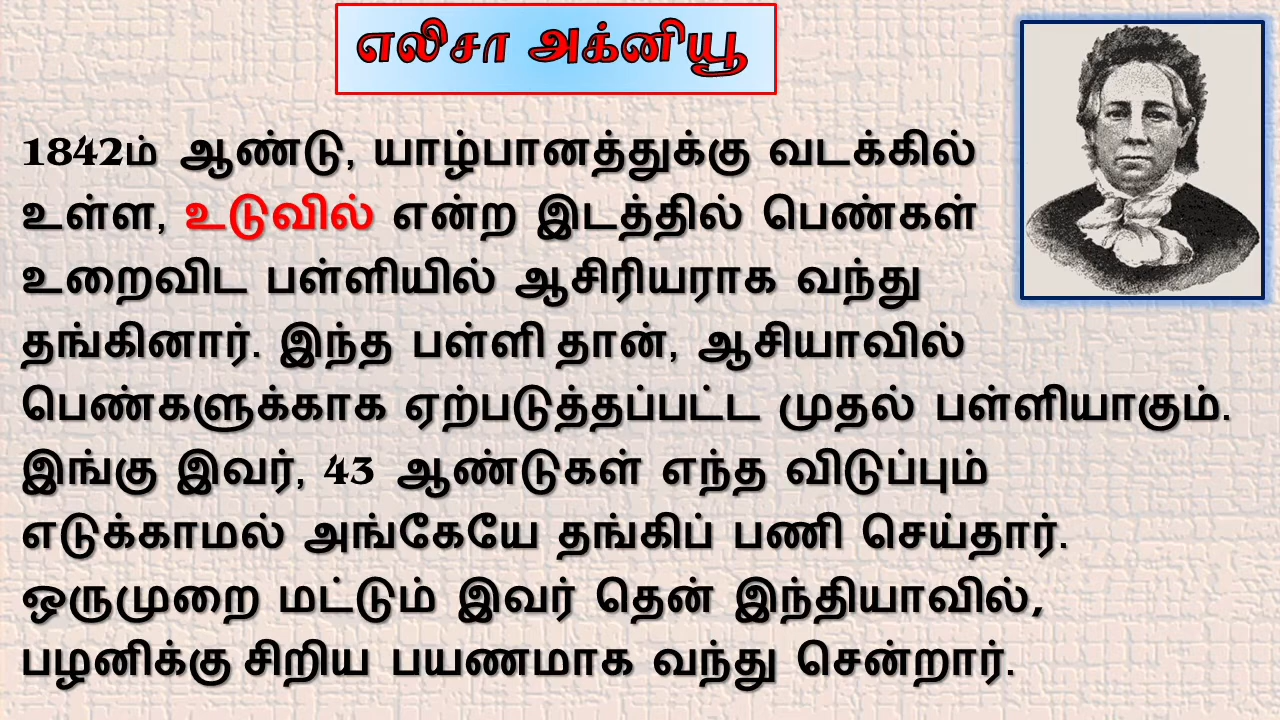 எலிசா அக்னியூ
1842ம் ஆண்டு, யாழ்பானத்துக்கு வடக்கில்
உள்ள, உடுவில் என்ற இடத்தில் பெண்கள்
உறைவிட பள்ளியில் ஆசிரியராக வந்து
தங்கினார். இந்த பள்ளி தான், ஆசியாவில்
பெண்களுக்காக ஏற்படுத்தப்பட்ட முதல் பள்ளியாகும்.
இங்கு இவர், 43 ஆண்டுகள் எந்த விடுப்பும்
எடுக்காமல் அங்கேயே தங்கிப் பணி செய்தார்.
ஒருமுறை மட்டும் இவர் தென் இந்தியாவில்,
பழனிக்கு சிறிய பயணமாக வந்து சென்றார்.